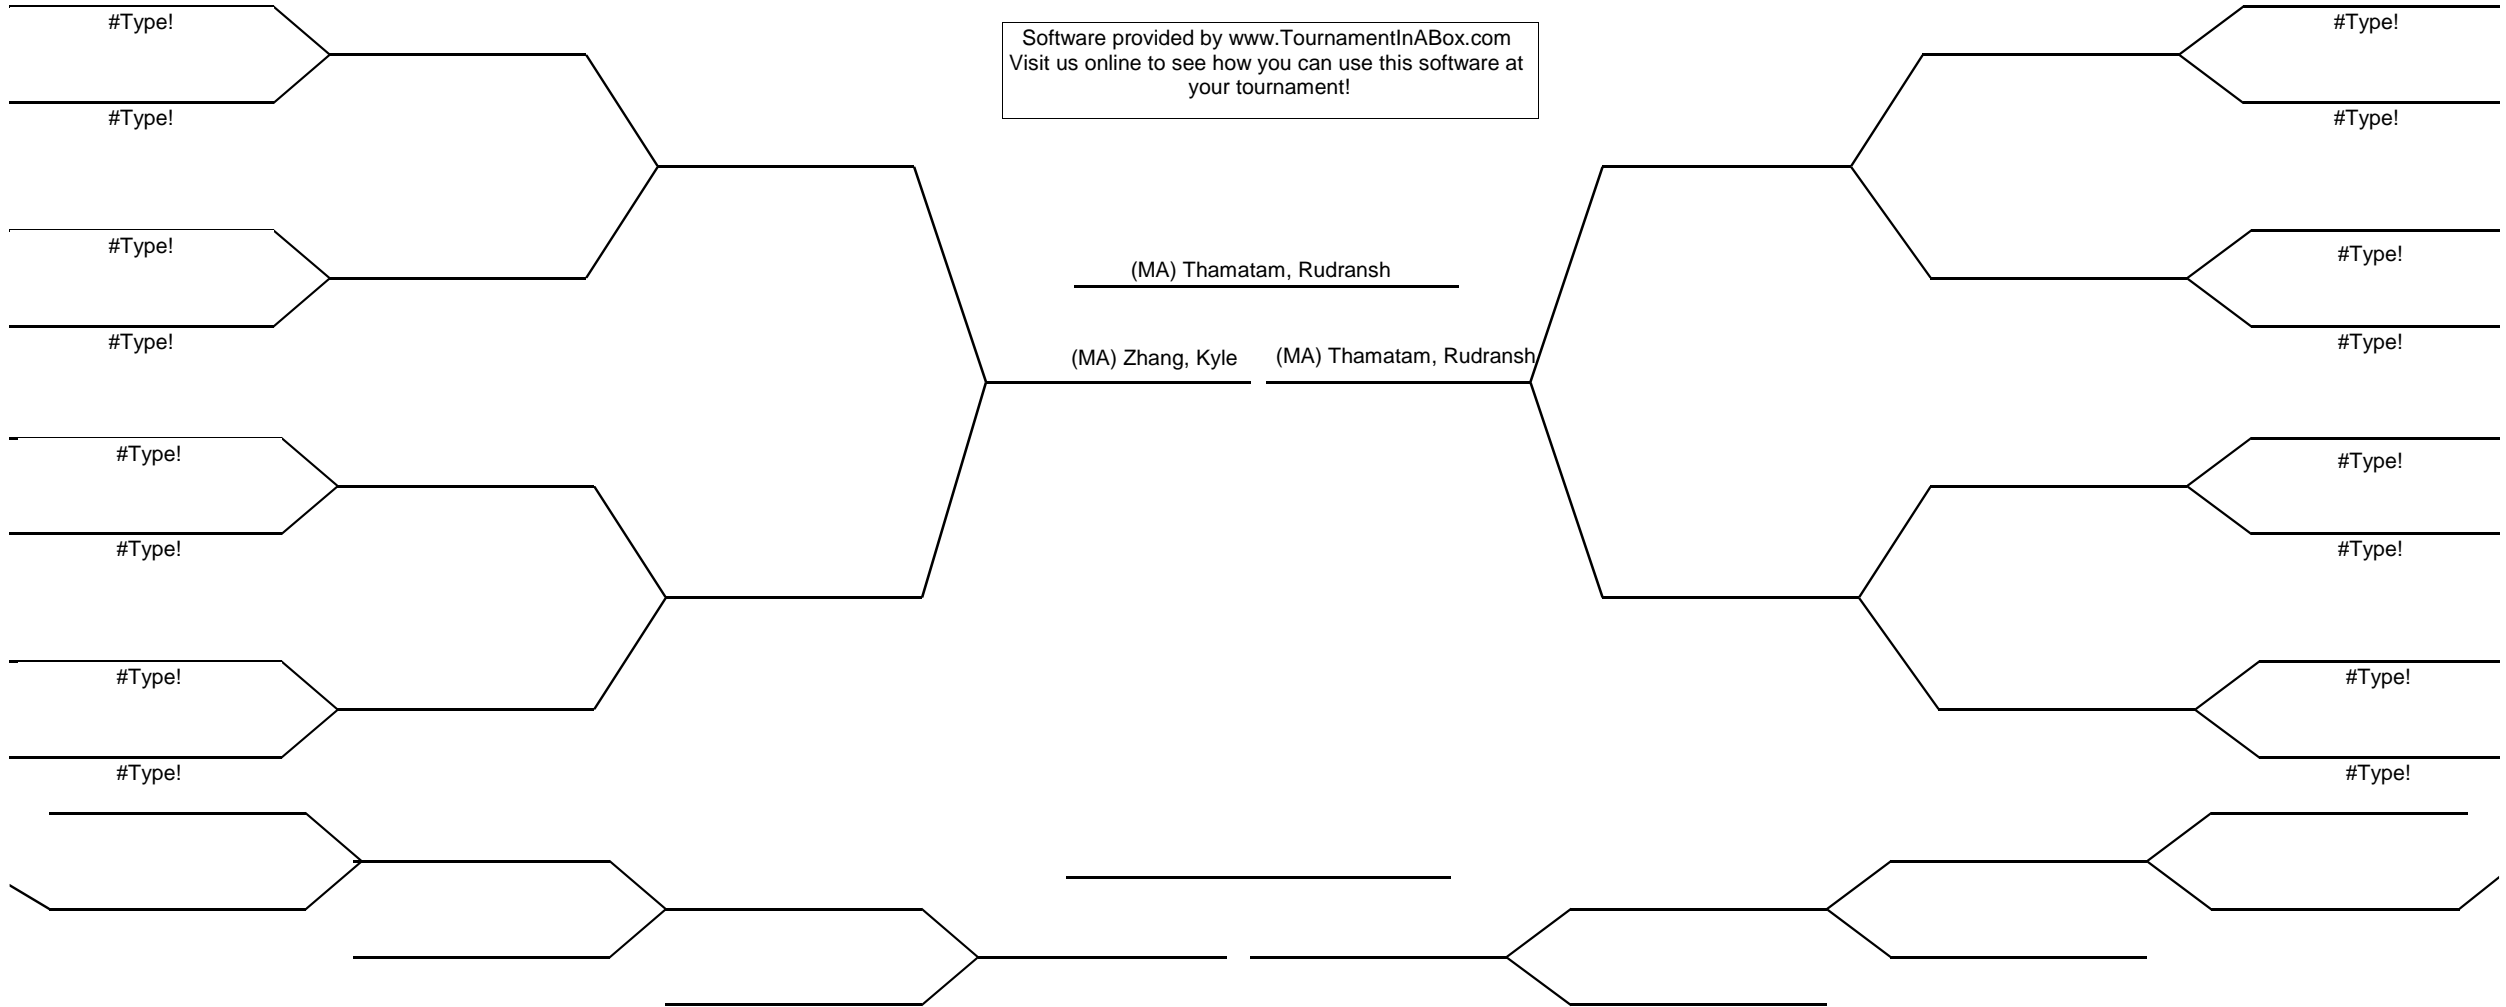 #Type!
Software provided by www.TournamentInABox.com
Visit us online to see how you can use this software at
your tournament!
#Type!
#Type!
#Type!
#Type!
#Type!
(MA) Thamatam, Rudransh
#Type!
#Type!
(MA) Zhang, Kyle
(MA) Thamatam, Rudransh
#Type!
#Type!
#Type!
#Type!
#Type!
#Type!
#Type!
#Type!
#Type!